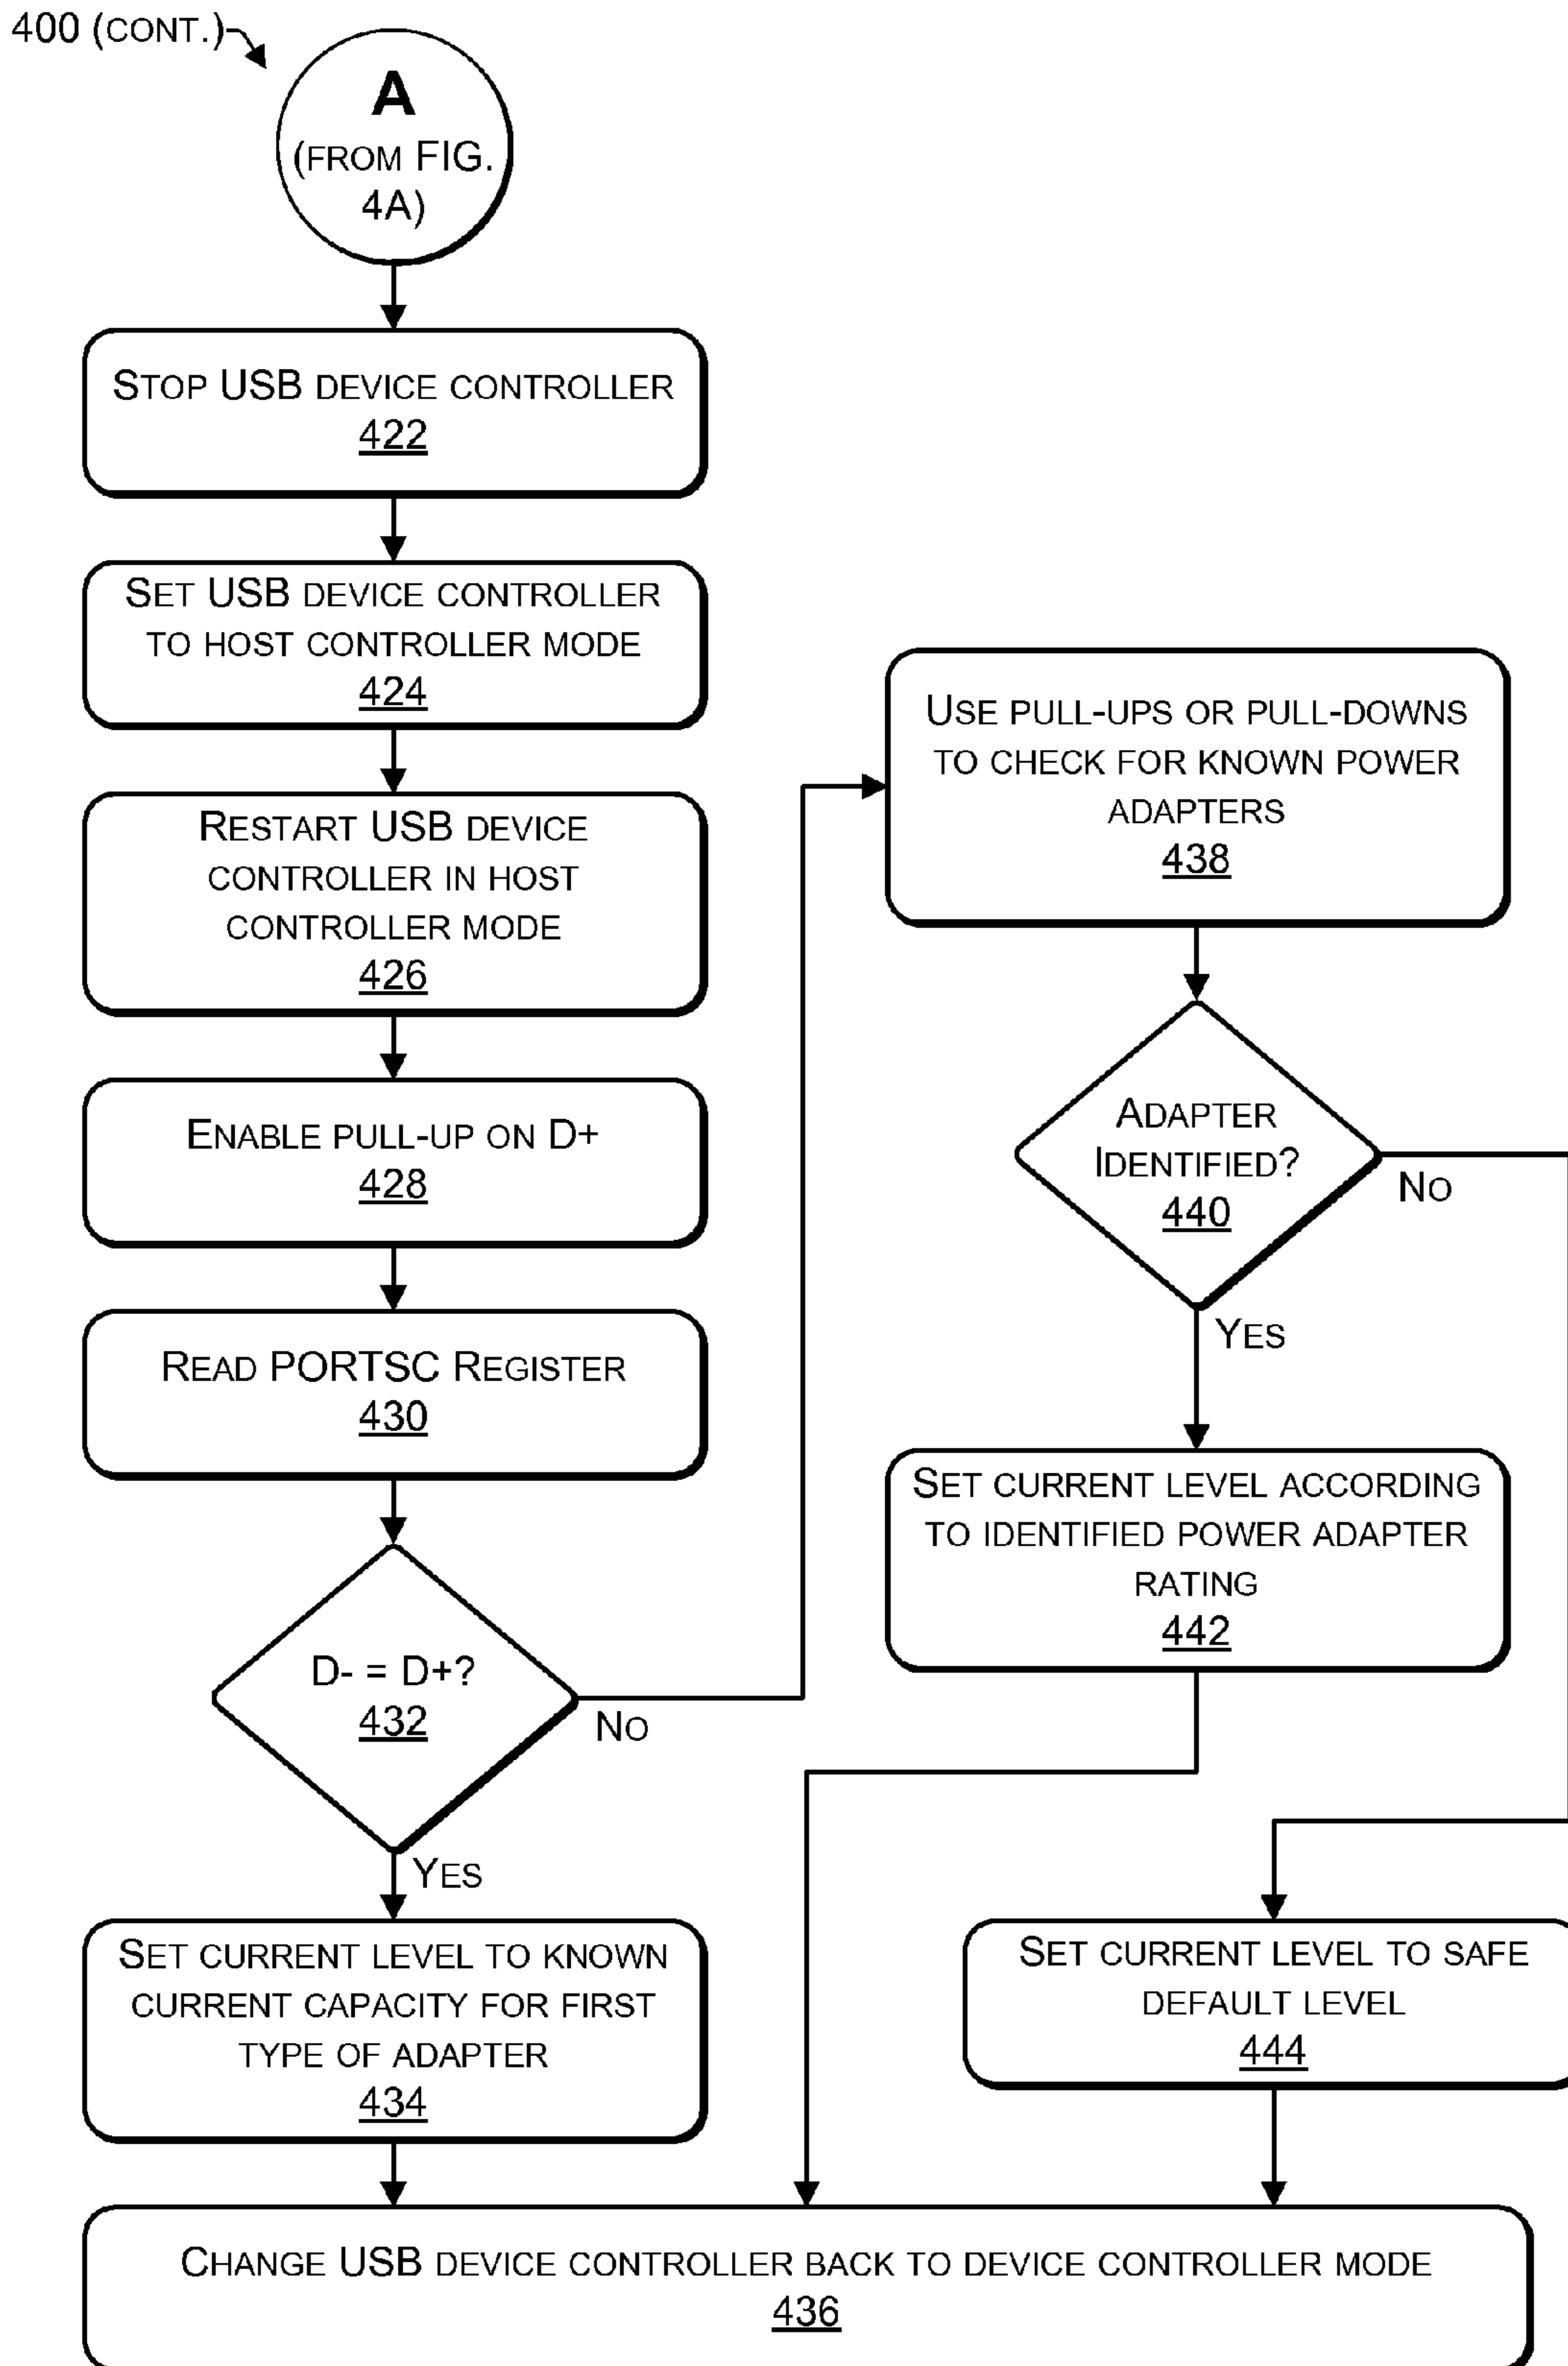 400 (CONT.)
A
(FROM FIG.
4A)
STOP USB DEVICE CONTROLLER
422
SET USB DEVICE CONTROLLER
TO HOST CONTROLLER MODE
424
RESTART USB DEVICE
CONTROLLER IN HOST
CONTROLLER MODE
426
ENABLE PULL-UP ON D+
428
READ PORTSC REGISTER
430
D- = D+?
432
NO
YES
SET CURRENT LEVEL TO KNOWN
CURRENT CAPACITY FOR FIRST
TYPE OF ADAPTER
434
USE PULL-UPS OR PULL-DOWNS
TO CHECK FOR KNOWN POWER
ADAPTERS
438
ADAPTER
IDENTIFIED?
440
NO
YES
SET CURRENT LEVEL ACCORDING
TO IDENTIFIED POWER ADAPTER
RATING
442
SET CURRENT LEVEL TO SAFE
DEFAULT LEVEL
444
CHANGE USB DEVICE CONTROLLER BACK TO DEVICE CONTROLLER MODE
436